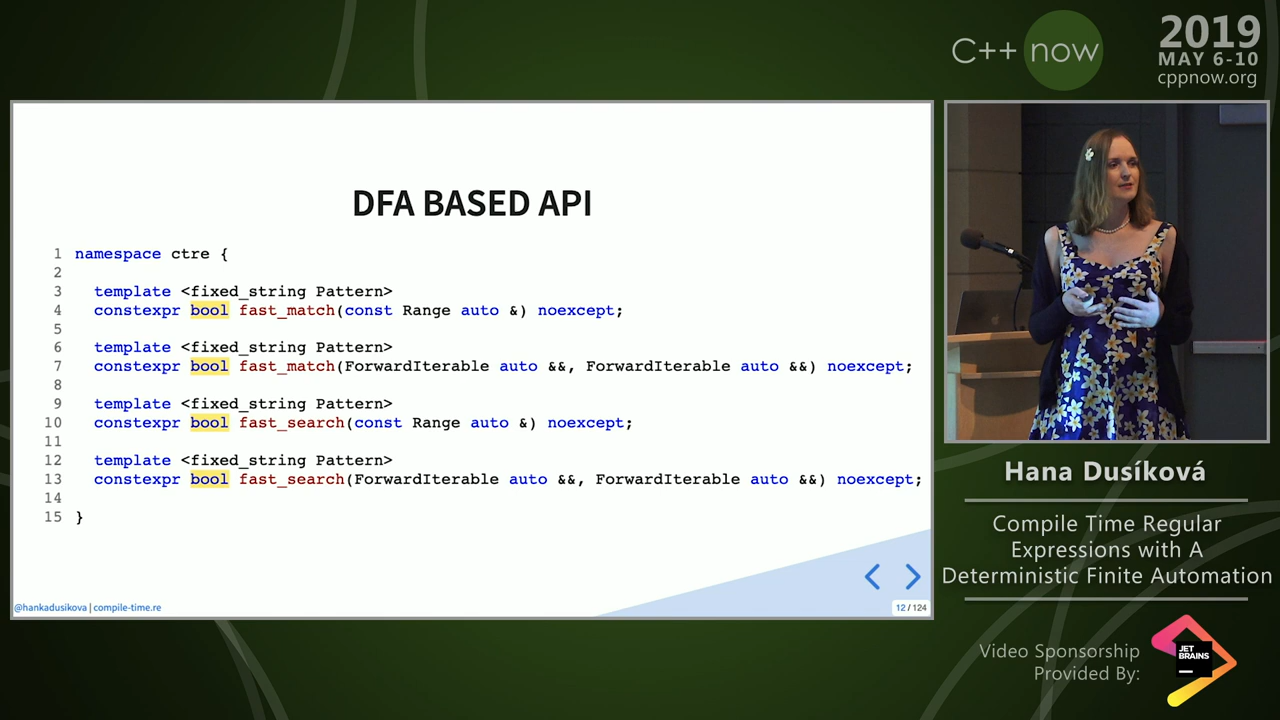 C++ now
2019
MAY 6-10
cppnow.org
DFA BASED API
1 namespace ctre {
2
3 template <fixed_string Pattern>
4 constexpr bool fast_match(const Range auto &) noexcept;
5
6 template <fixed_string Pattern>
7 constexpr bool fast_match(ForwardIterable auto &&, ForwardIterable auto &&) noexcept;
8
9 template <fixed_string Pattern>
10 constexpr bool fast_search(const Range auto &) noexcept;
11
12 template <fixed_string Pattern>
13 constexpr bool fast_search(ForwardIterable auto &&, ForwardIterable auto &&) noexcept;
14
15 }
@hankadusikova | compile-time.re
12 / 124
Hana Dusíková
Compile Time Regular
Expressions with A
Deterministic Finite Automation
Video Sponsorship
Provided By:
JET
BRAINS